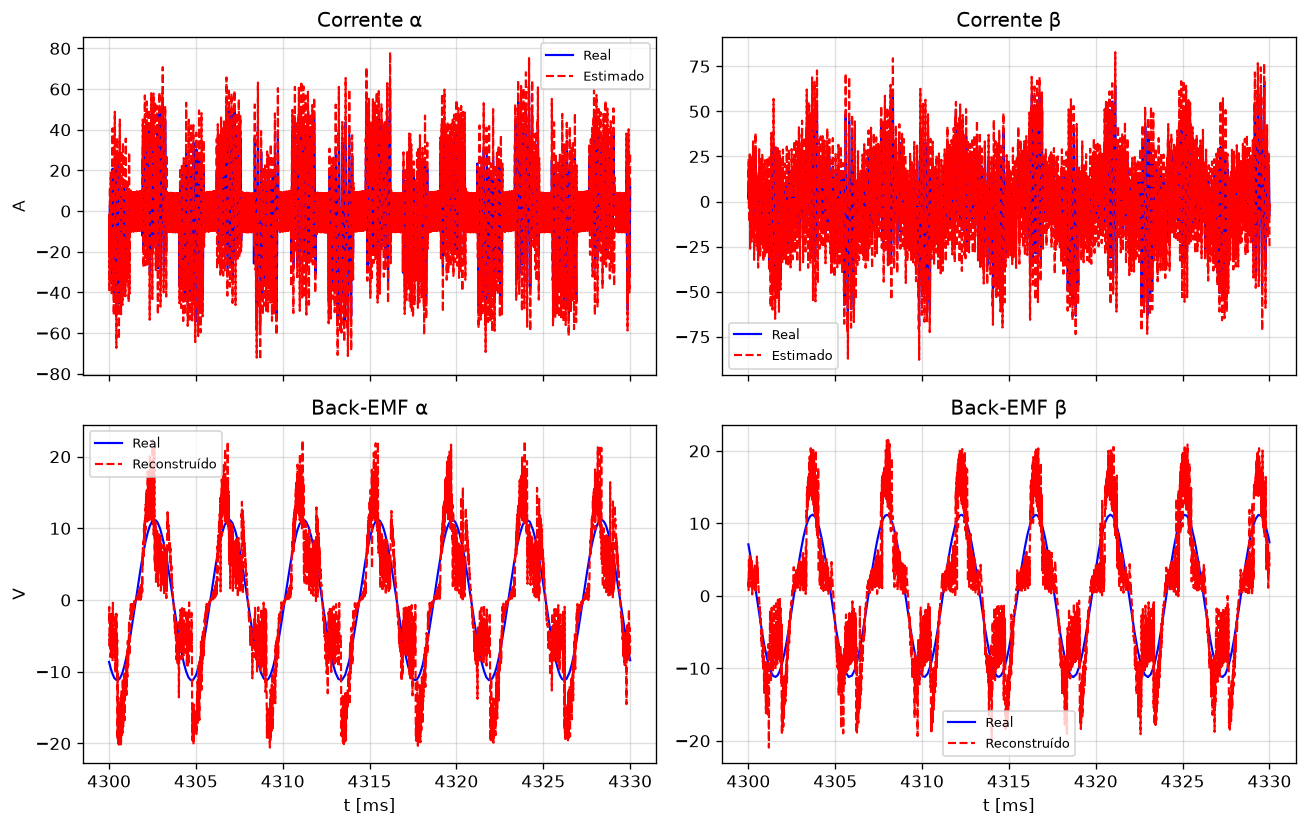 Corrente α
80
60
40
20
0
−20
−40
−60
−80
A
Real
Estimado
Corrente β
75
50
25
0
−25
−50
−75
Real
Estimado
Back-EMF α
20
10
0
−10
−20
V
Real
Reconstruído
4300 4305 4310 4315 4320 4325 4330
t [ms]
Back-EMF β
20
10
0
−10
−20
Real
Reconstruído
4300 4305 4310 4315 4320 4325 4330
t [ms]